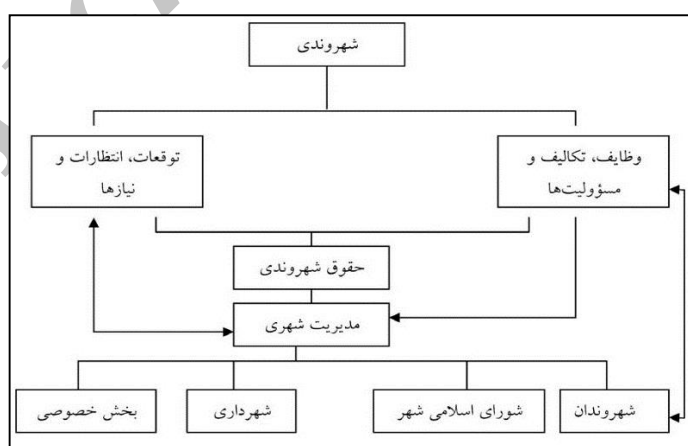 شهروندی
وظایف، تکالیف و
مسؤولیت‌ها
توقعات، انتظارات و
نیازها
حقوق شهروندی
مدیریت شهری
شهروندان
شورای اسلامی شهر
شهرداری
بخش خصوصی